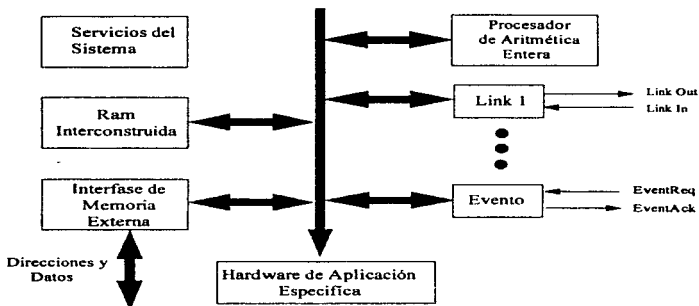 Servicios del
Sistema
Procesador
de Aritmética
Entera
Ram
Interconstruida
Link 1
Link Out
Link In
Interfase de
Memoria
Externa
Evento
EventReq
EventAck
Direcciones y
Datos
Hardware de Aplicación
Especifica